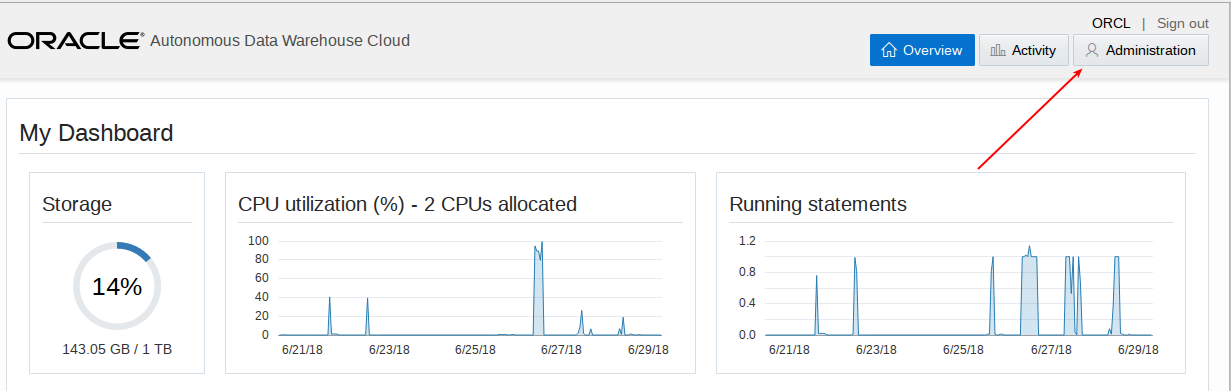 ORCL | Sign out
ORACLE® Autonomous Data Warehouse Cloud
Overview Activity Administration
My Dashboard
Storage
14%
143.05 GB / 1 TB
CPU utilization (%) - 2 CPUs allocated
100
80
60
40
20
0
6/21/18 6/23/18 6/25/18 6/27/18 6/29/18
Running statements
1.2
0.8
0.4
0.0
6/21/18 6/23/18 6/25/18 6/27/18 6/29/18